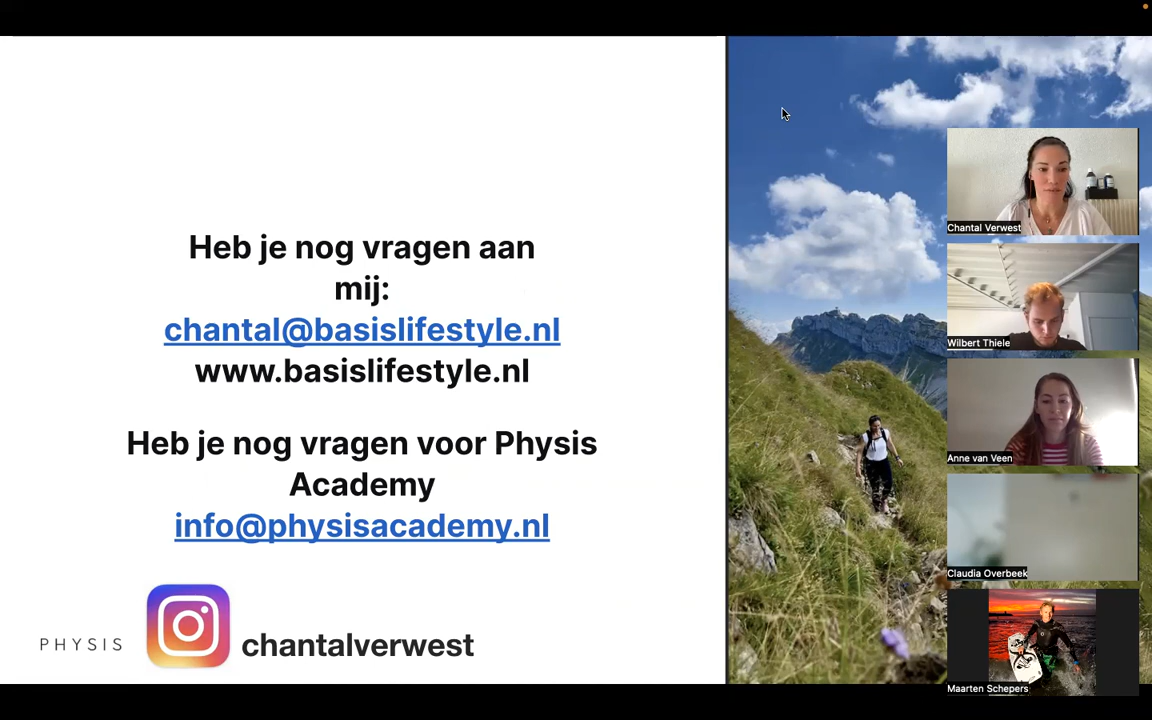 Heb je nog vragen aan
mij:
chantal@basislifestyle.nl
www.basislifestyle.nl
Heb je nog vragen voor Physis
Academy
info@physisacademy.nl
PHYSIS
chantalverwest
Chantal Verwest
Wilbert Thiele
Anne van Veen
Claudia Overbeek
Maarten Schepers